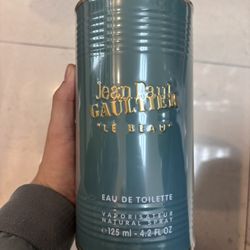 Jean Paul
GAULTIER
"LE BEAU"
EAU DE TOILETTE
VAPORISATEUR
NATURAL SPRAY
℮125 ml - 4.2 FL OZ